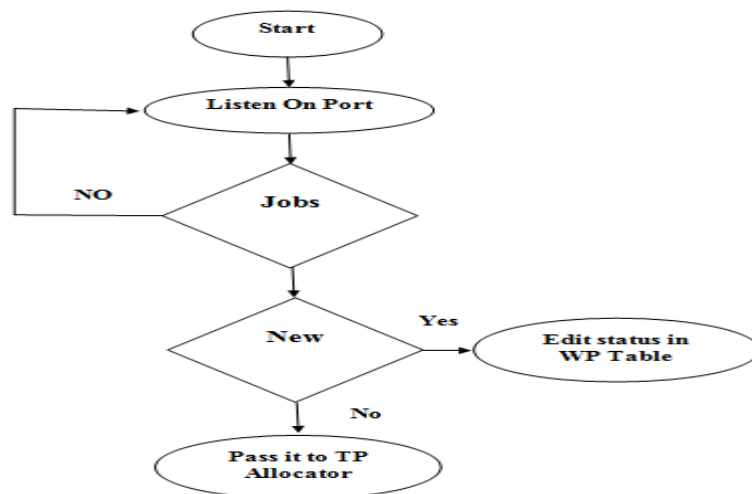 Start
Listen On Port
NO
Jobs
New
Yes
Edit status in
WP Table
No
Pass it to TP
Allocator